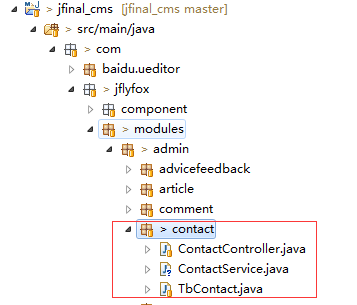 > jfinal_cms [jfinal_cms master]
> src/main/java
> com
baidu.ueditor
> jflyfox
component
> modules
> admin
advicefeedback
article
comment
> contact
ContactController.java
ContactService.java
TbContact.java